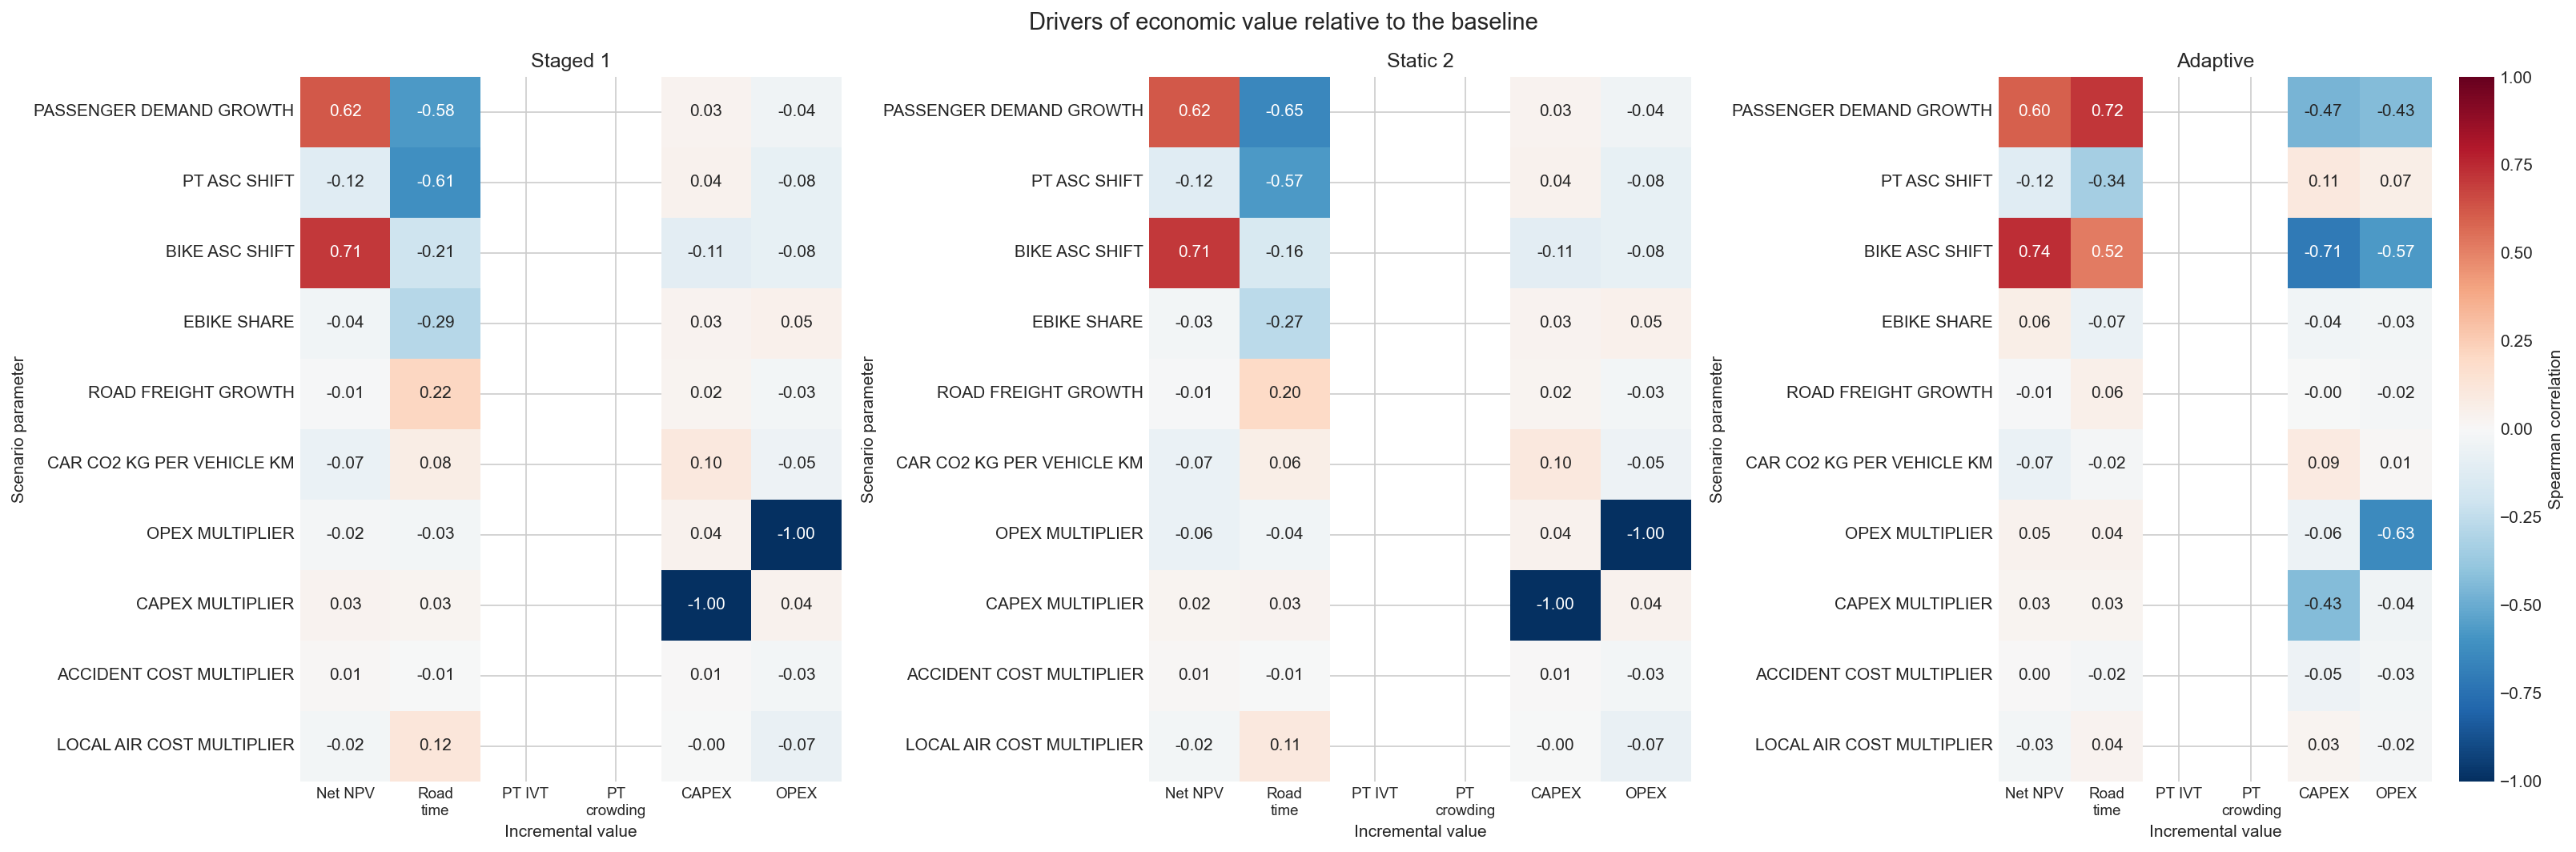 Drivers of economic value relative to the baseline
Staged 1
Scenario parameter
PASSENGER DEMAND GROWTH 0.62 -0.58 0.03 -0.04
PT ASC SHIFT -0.12 -0.61 0.04 -0.08
BIKE ASC SHIFT 0.71 -0.21 -0.11 -0.08
EBIKE SHARE -0.04 -0.29 0.03 0.05
ROAD FREIGHT GROWTH -0.01 0.22 0.02 -0.03
CAR CO2 KG PER VEHICLE KM -0.07 0.08 0.10 -0.05
OPEX MULTIPLIER -0.02 -0.03 0.04 -1.00
CAPEX MULTIPLIER 0.03 0.03 -1.00 0.04
ACCIDENT COST MULTIPLIER 0.01 -0.01 0.01 -0.03
LOCAL AIR COST MULTIPLIER -0.02 0.12 -0.00 -0.07
Net NPV Road PT IVT PT CAPEX OPEX
time crowding
Incremental value
Static 2
Scenario parameter
PASSENGER DEMAND GROWTH 0.62 -0.65 0.03 -0.04
PT ASC SHIFT -0.12 -0.57 0.04 -0.08
BIKE ASC SHIFT 0.71 -0.16 -0.11 -0.08
EBIKE SHARE -0.03 -0.27 0.03 0.05
ROAD FREIGHT GROWTH -0.01 0.20 0.02 -0.03
CAR CO2 KG PER VEHICLE KM -0.07 0.06 0.10 -0.05
OPEX MULTIPLIER -0.06 -0.04 0.04 -1.00
CAPEX MULTIPLIER 0.02 0.03 -1.00 0.04
ACCIDENT COST MULTIPLIER 0.01 -0.01 0.01 -0.03
LOCAL AIR COST MULTIPLIER -0.02 0.11 -0.00 -0.07
Net NPV Road PT IVT PT CAPEX OPEX
time crowding
Incremental value
Adaptive
Scenario parameter
PASSENGER DEMAND GROWTH 0.60 0.72 -0.47 -0.43
PT ASC SHIFT -0.12 -0.34 0.11 0.07
BIKE ASC SHIFT 0.74 0.52 -0.71 -0.57
EBIKE SHARE 0.06 -0.07 -0.04 -0.03
ROAD FREIGHT GROWTH -0.01 0.06 -0.00 -0.02
CAR CO2 KG PER VEHICLE KM -0.07 -0.02 0.09 0.01
OPEX MULTIPLIER 0.05 0.04 -0.06 -0.63
CAPEX MULTIPLIER 0.03 0.03 -0.43 -0.04
ACCIDENT COST MULTIPLIER 0.00 -0.02 -0.05 -0.03
LOCAL AIR COST MULTIPLIER -0.03 0.04 0.03 -0.02
Net NPV Road PT IVT PT CAPEX OPEX
time crowding
Incremental value
1.00
0.75
0.50
0.25
0.00
−0.25
−0.50
−0.75
−1.00
Spearman correlation